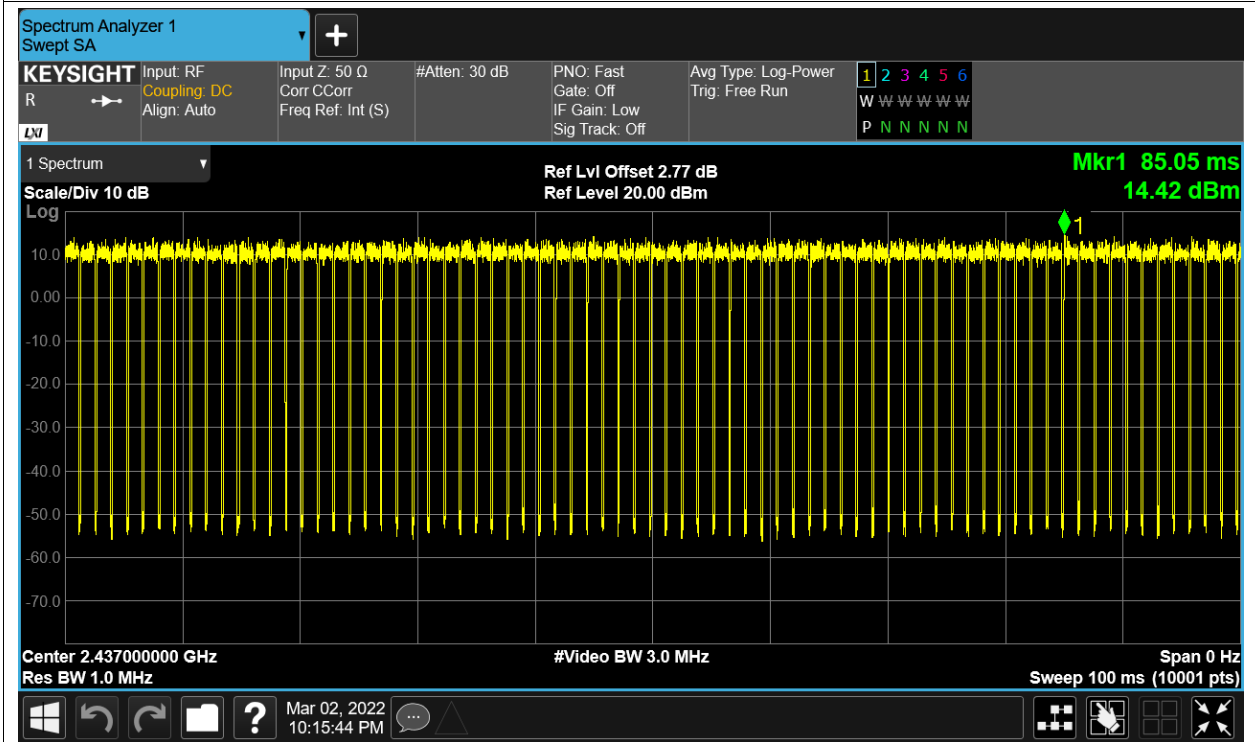 Spectrum Analyzer 1
Swept SA
+
KEYSIGHT
R
LXI
Input: RF
Coupling: DC
Align: Auto
Input Z: 50 Ω
Corr CCorr
Freq Ref: Int (S)
#Atten: 30 dB
PNO: Fast
Gate: Off
IF Gain: Low
Sig Track: Off
Avg Type: Log-Power
Trig: Free Run
1 2 3 4 5 6
W W W W W W
P N N N N N
1 Spectrum
Scale/Div 10 dB
Ref Lvl Offset 2.77 dB
Ref Level 20.00 dBm
Mkr1 85.05 ms
14.42 dBm
Log
1
10.0
0.00
-10.0
-20.0
-30.0
-40.0
-50.0
-60.0
-70.0
Center 2.437000000 GHz
#Video BW 3.0 MHz
Span 0 Hz
Res BW 1.0 MHz
Sweep 100 ms (10001 pts)
?
Mar 02, 2022
10:15:44 PM